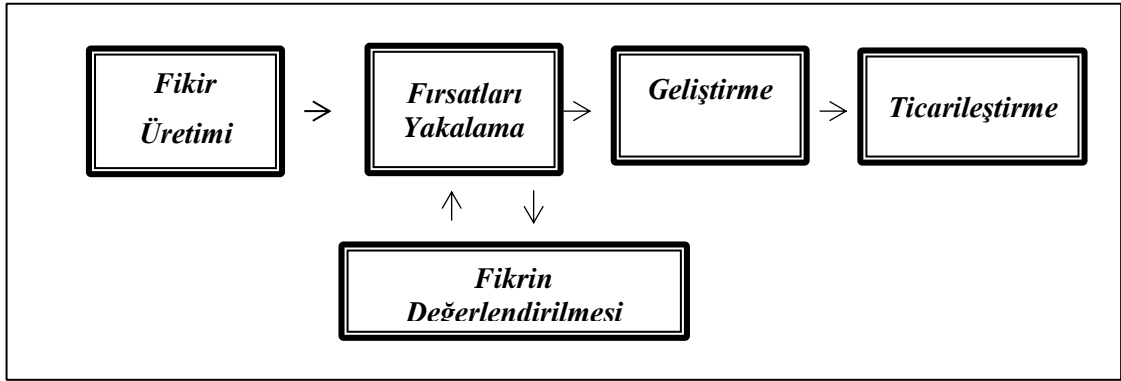 Fikir
Üretimi
Fırsatları
Yakalama
Geliştirme
Ticarileştirme
Fikrin
Değerlendirilmesi